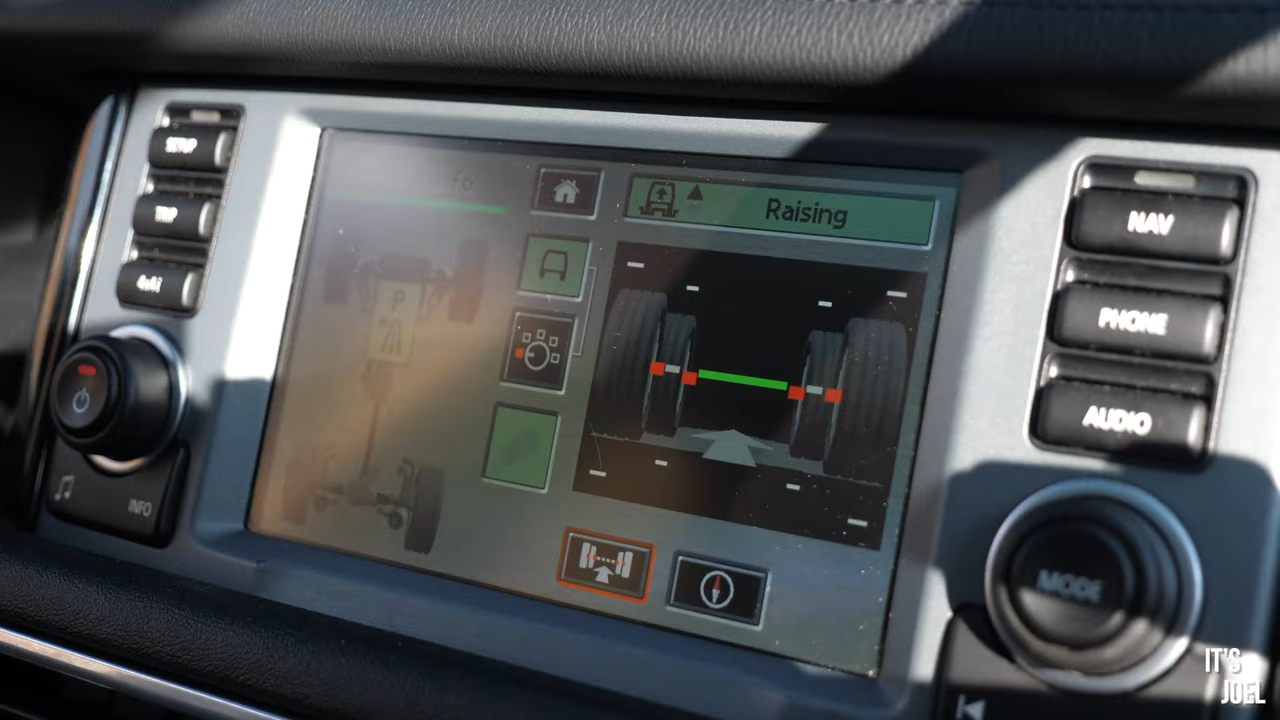 SETUP
TRIP
4x4i
INFO
P
Raising
NAV
PHONE
AUDIO
MODE
IT'S
JOEL